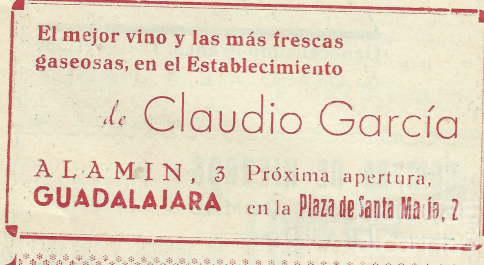 El mejor vino y las más frescas
gaseosas, en el Establecimiento
de Claudio García
ALAMIN, 3 Próxima apertura,
GUADALAJARA en la Plaza de Santa María, 2